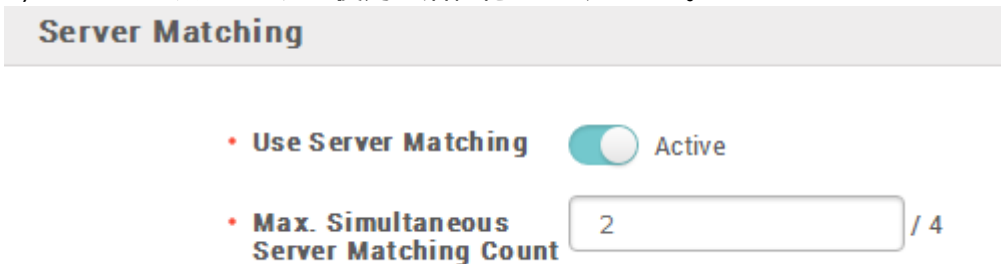 Server Matching
• Use Server Matching Active
• Max. Simultaneous
Server Matching Count 2 / 4